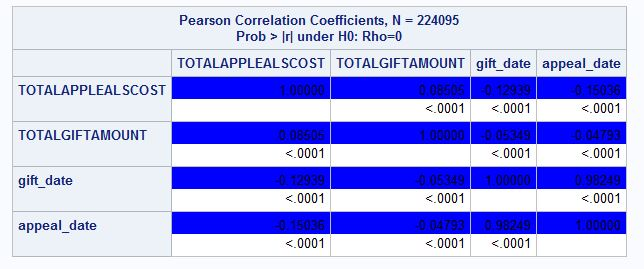 Pearson Correlation Coefficients, N = 224095
Prob > |r| under H0: Rho=0
TOTALAPPLEALSCOST TOTALGIFTAMOUNT gift_date appeal_date
TOTALAPPLEALSCOST 1.00000 0.08505 -0.12939 -0.15036
<.0001 <.0001 <.0001
TOTALGIFTAMOUNT 0.08505 1.00000 -0.05349 -0.04793
<.0001 <.0001 <.0001
gift_date -0.12939 -0.05349 1.00000 0.98249
<.0001 <.0001 <.0001
appeal_date -0.15036 -0.04793 0.98249 1.00000
<.0001 <.0001 <.0001